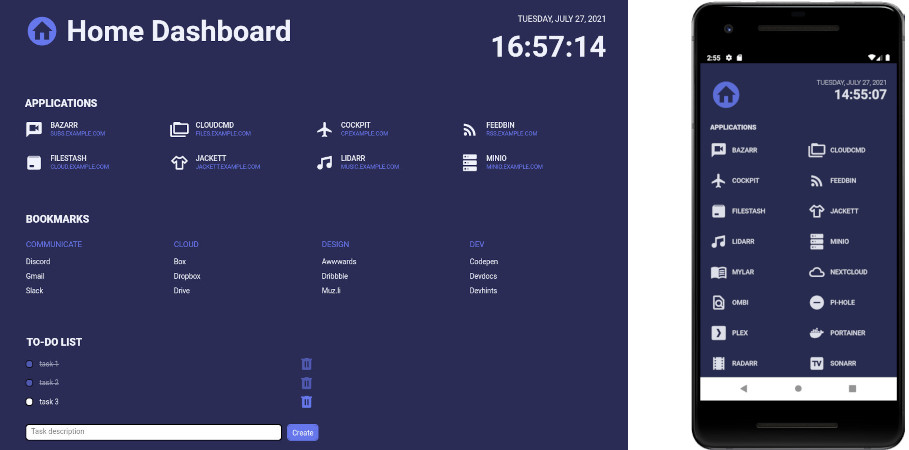 Home Dashboard
TUESDAY, JULY 27, 2021
16:57:14
APPLICATIONS
BAZARR
SUBS.EXAMPLE.COM
CLOUDCMD
FILES.EXAMPLE.COM
COCKPIT
CP.EXAMPLE.COM
FEEDBIN
RSS.EXAMPLE.COM
FILESTASH
CLOUD.EXAMPLE.COM
JACKETT
JACKETT.EXAMPLE.COM
LIDARR
MUSIC.EXAMPLE.COM
MINIO
MINIO.EXAMPLE.COM
BOOKMARKS
COMMUNICATE
Discord
Gmail
Slack
CLOUD
Box
Dropbox
Drive
DESIGN
Awwwards
Dribbble
Muz.li
DEV
Codepen
Devdocs
Devhints
TO-DO LIST
task 1
task 2
task 3
Task description
Create
2:55
TUESDAY, JULY 27, 2021
14:55:07
APPLICATIONS
BAZARR
CLOUDCMD
COCKPIT
FEEDBIN
FILESTASH
JACKETT
LIDARR
MINIO
MYLAR
NEXTCLOUD
OMBI
PI-HOLE
PLEX
PORTAINER
RADARR
TV
SONARR